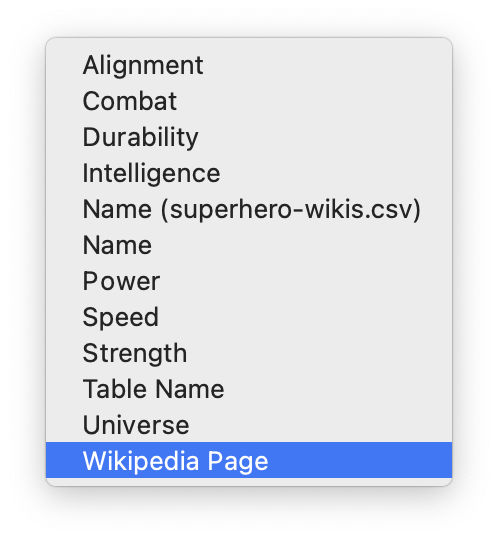 Alignment
Combat
Durability
Intelligence
Name (superhero-wikis.csv)
Name
Power
Speed
Strength
Table Name
Universe
Wikipedia Page